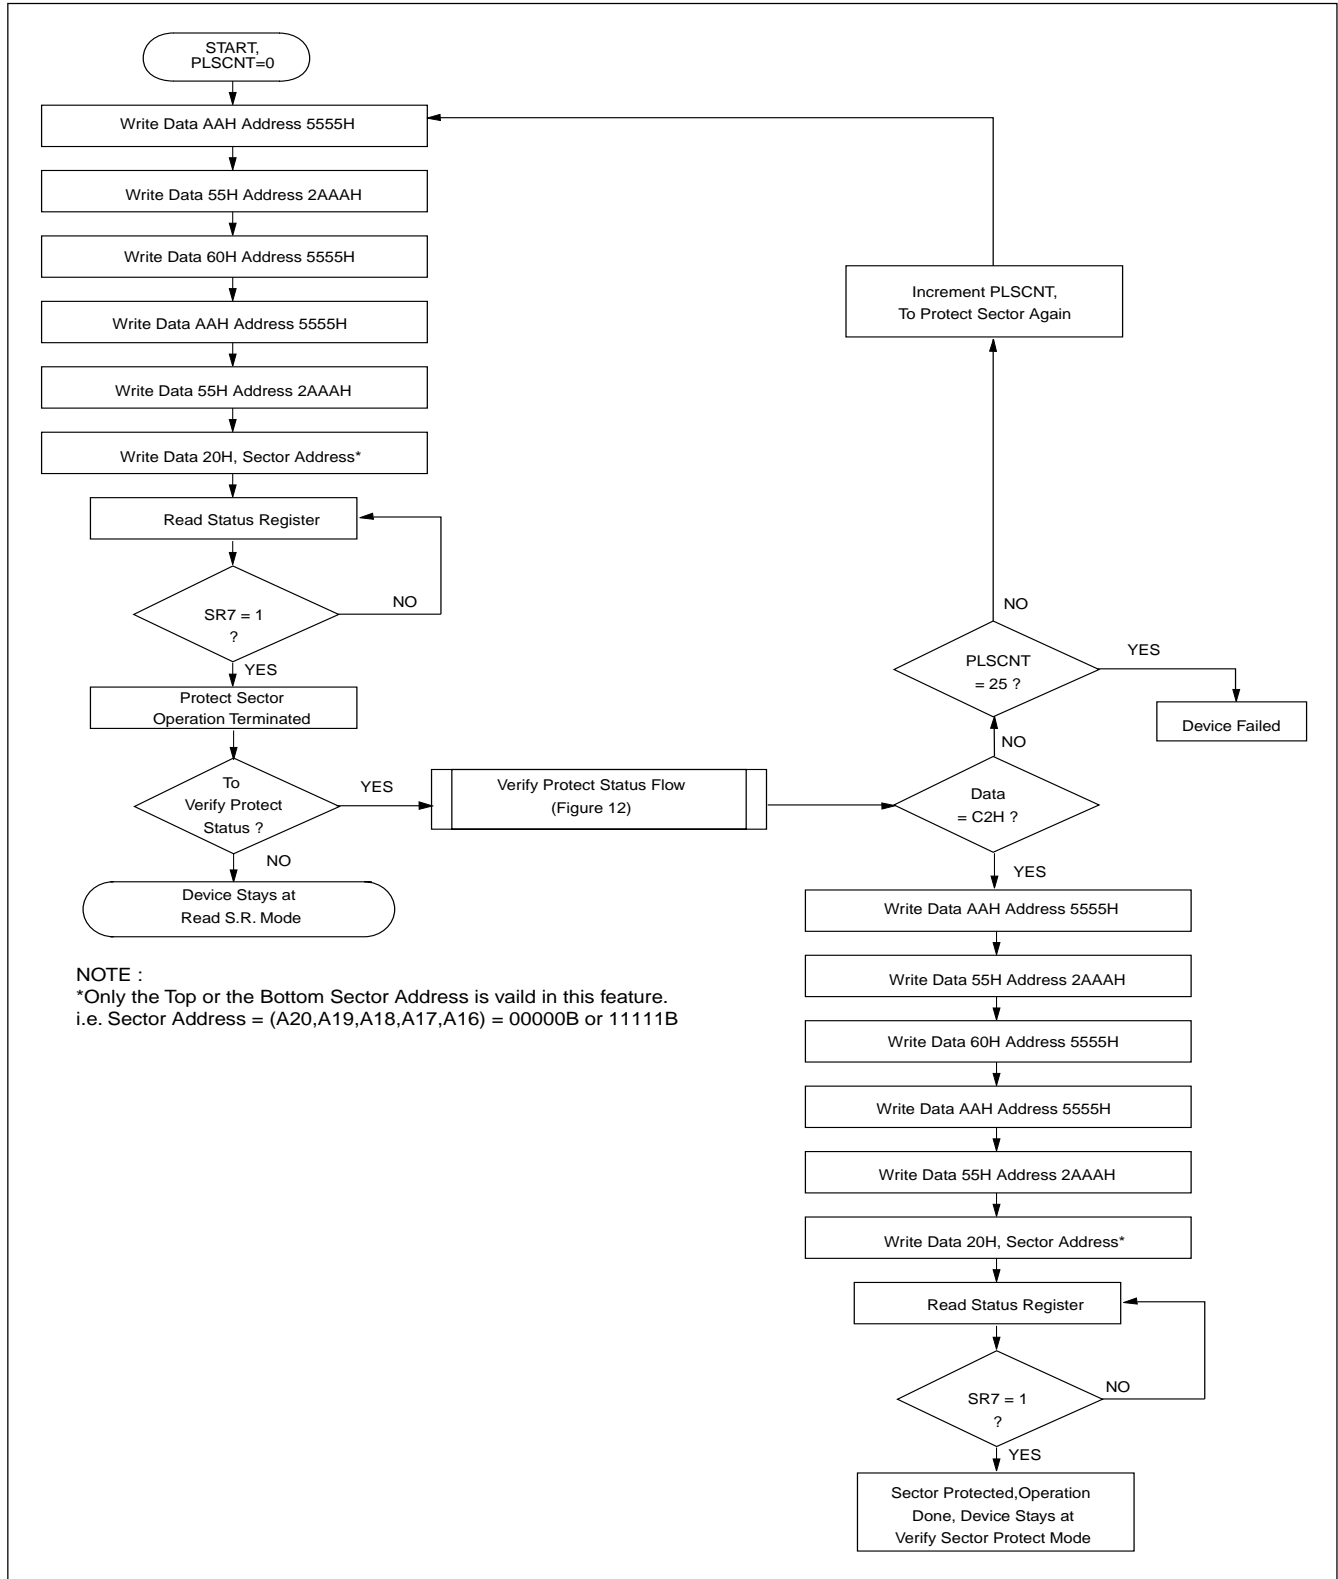 START,
PLSCNT=0
Write Data AAH Address 5555H
Write Data 55H Address 2AAAH
Write Data 60H Address 5555H
Write Data AAH Address 5555H
Write Data 55H Address 2AAAH
Write Data 20H, Sector Address*
Read Status Register
SR7 = 1
?
NO
YES
Protect Sector
Operation Terminated
To
Verify Protect
Status ?
YES
NO
Device Stays at
Read S.R. Mode
Verify Protect Status Flow
(Figure 12)
Data
= C2H ?
NO
PLSCNT
= 25 ?
YES
Device Failed
NO
Increment PLSCNT,
To Protect Sector Again
YES
Write Data AAH Address 5555H
Write Data 55H Address 2AAAH
Write Data 60H Address 5555H
Write Data AAH Address 5555H
Write Data 55H Address 2AAAH
Write Data 20H, Sector Address*
Read Status Register
SR7 = 1
?
NO
YES
Sector Protected,Operation
Done, Device Stays at
Verify Sector Protect Mode
NOTE :
*Only the Top or the Bottom Sector Address is vaild in this feature.
i.e. Sector Address = (A20,A19,A18,A17,A16) = 00000B or 11111B